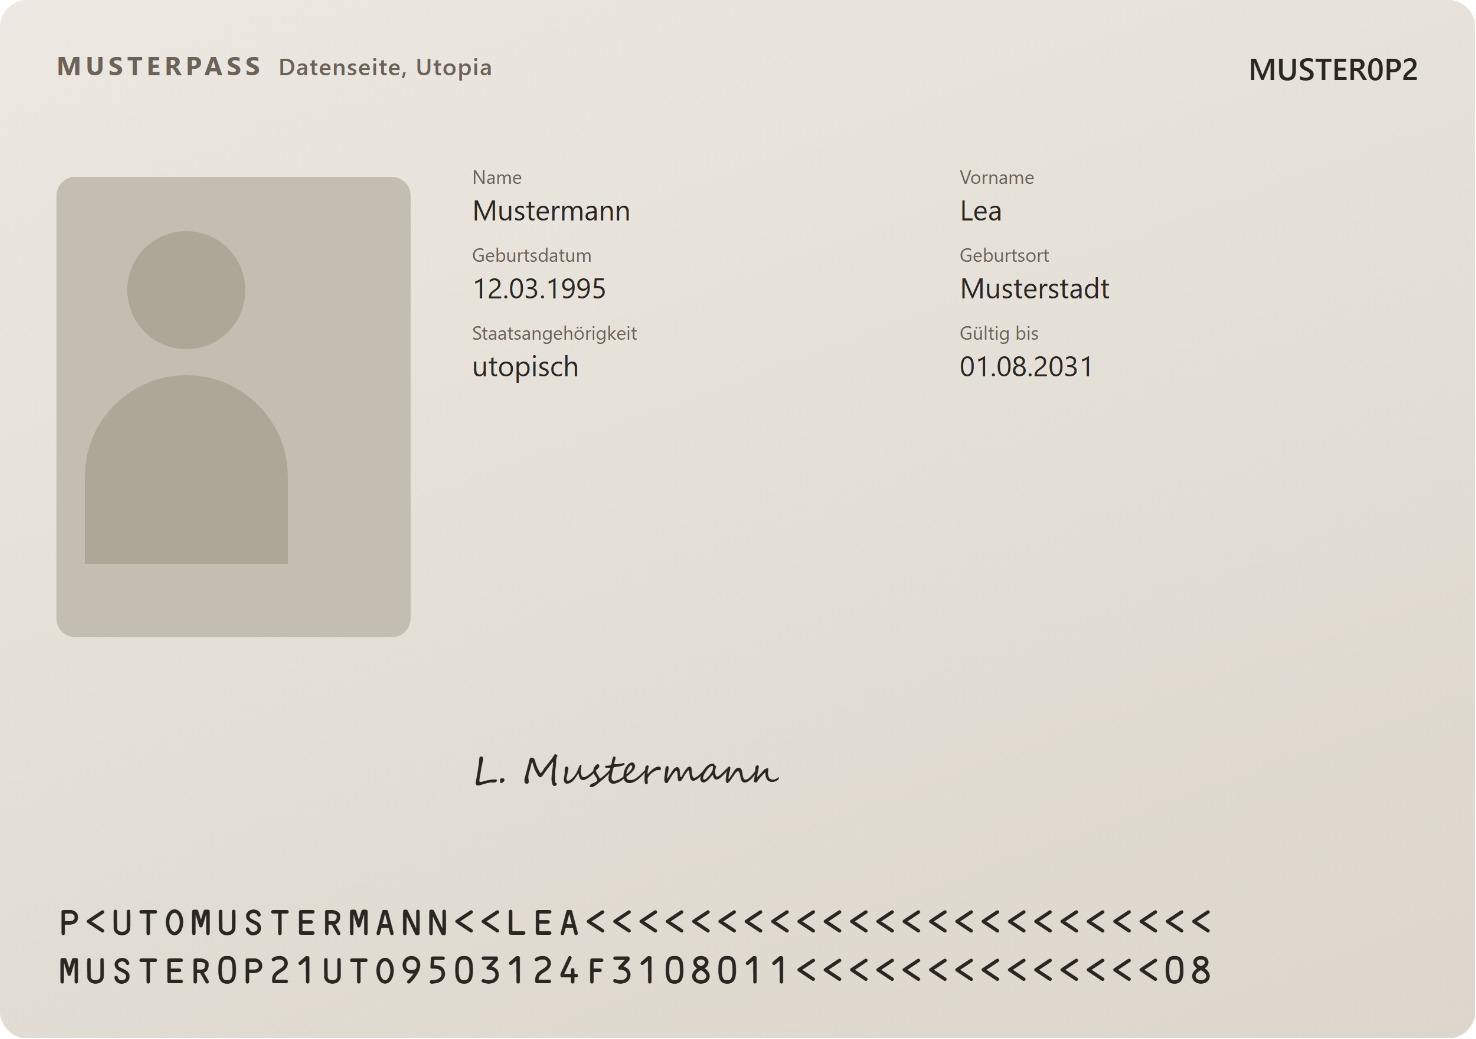 MUSTERPASS Datenseite, Utopia
MUSTER0P2
Name
Mustermann
Vorname
Lea
Geburtsdatum
12.03.1995
Geburtsort
Musterstadt
Staatsangehörigkeit
utopisch
Gültig bis
01.08.2031
L. Mustermann
P<UTOMUSTERMANN<<LEA<<<<<<<<<<<<<<<<<<<<<<<<
MUSTER0P21UTO9503124F3108011<<<<<<<<<<<<<<08